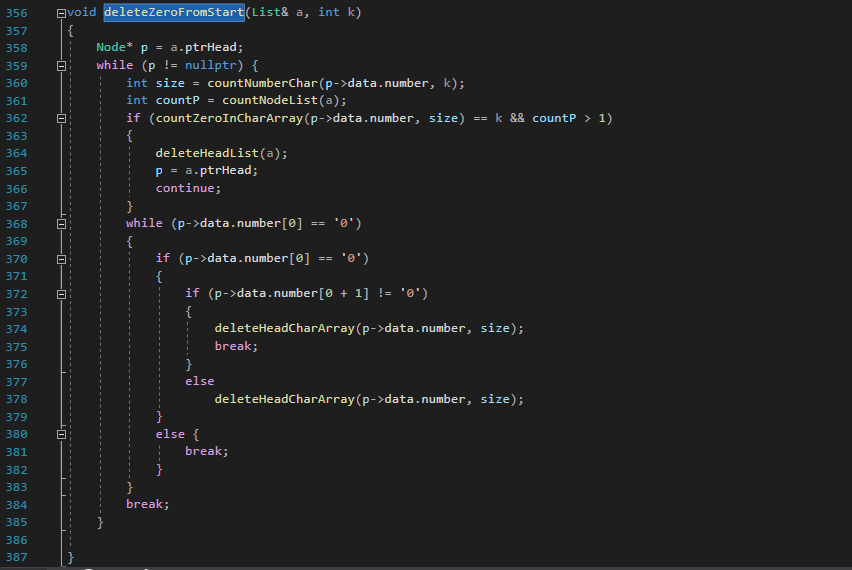 356 void deleteZeroFromStart(List& a, int k)
357 {
358 Node* p = a.ptrHead;
359 while (p != nullptr) {
360 int size = countNumberChar(p->data.number, k);
361 int countP = countNodeList(a);
362 if (countZeroInCharArray(p->data.number, size) == k && countP > 1)
363 {
364 deleteHeadList(a);
365 p = a.ptrHead;
366 continue;
367 }
368 while (p->data.number[0] == '0')
369 {
370 if (p->data.number[0] == '0')
371 {
372 if (p->data.number[0 + 1] != '0')
373 {
374 deleteHeadCharArray(p->data.number, size);
375 break;
376 }
377 else
378 deleteHeadCharArray(p->data.number, size);
379 }
380 else {
381 break;
382 }
383 }
384 break;
385 }
386
387 }